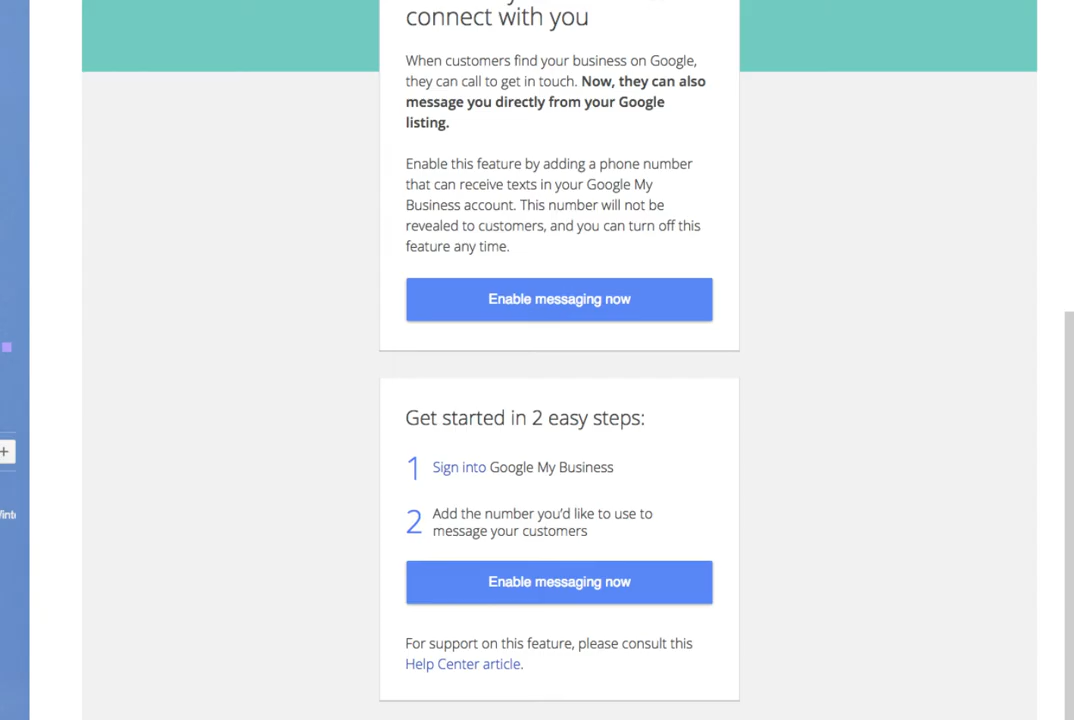 connect with you
When customers find your business on Google,
they can call to get in touch. Now, they can also
message you directly from your Google
listing.
Enable this feature by adding a phone number
that can receive texts in your Google My
Business account. This number will not be
revealed to customers, and you can turn off this
feature any time.
Enable messaging now
Get started in 2 easy steps:
1 Sign into Google My Business
2 Add the number you'd like to use to
message your customers
Enable messaging now
For support on this feature, please consult this
Help Center article.